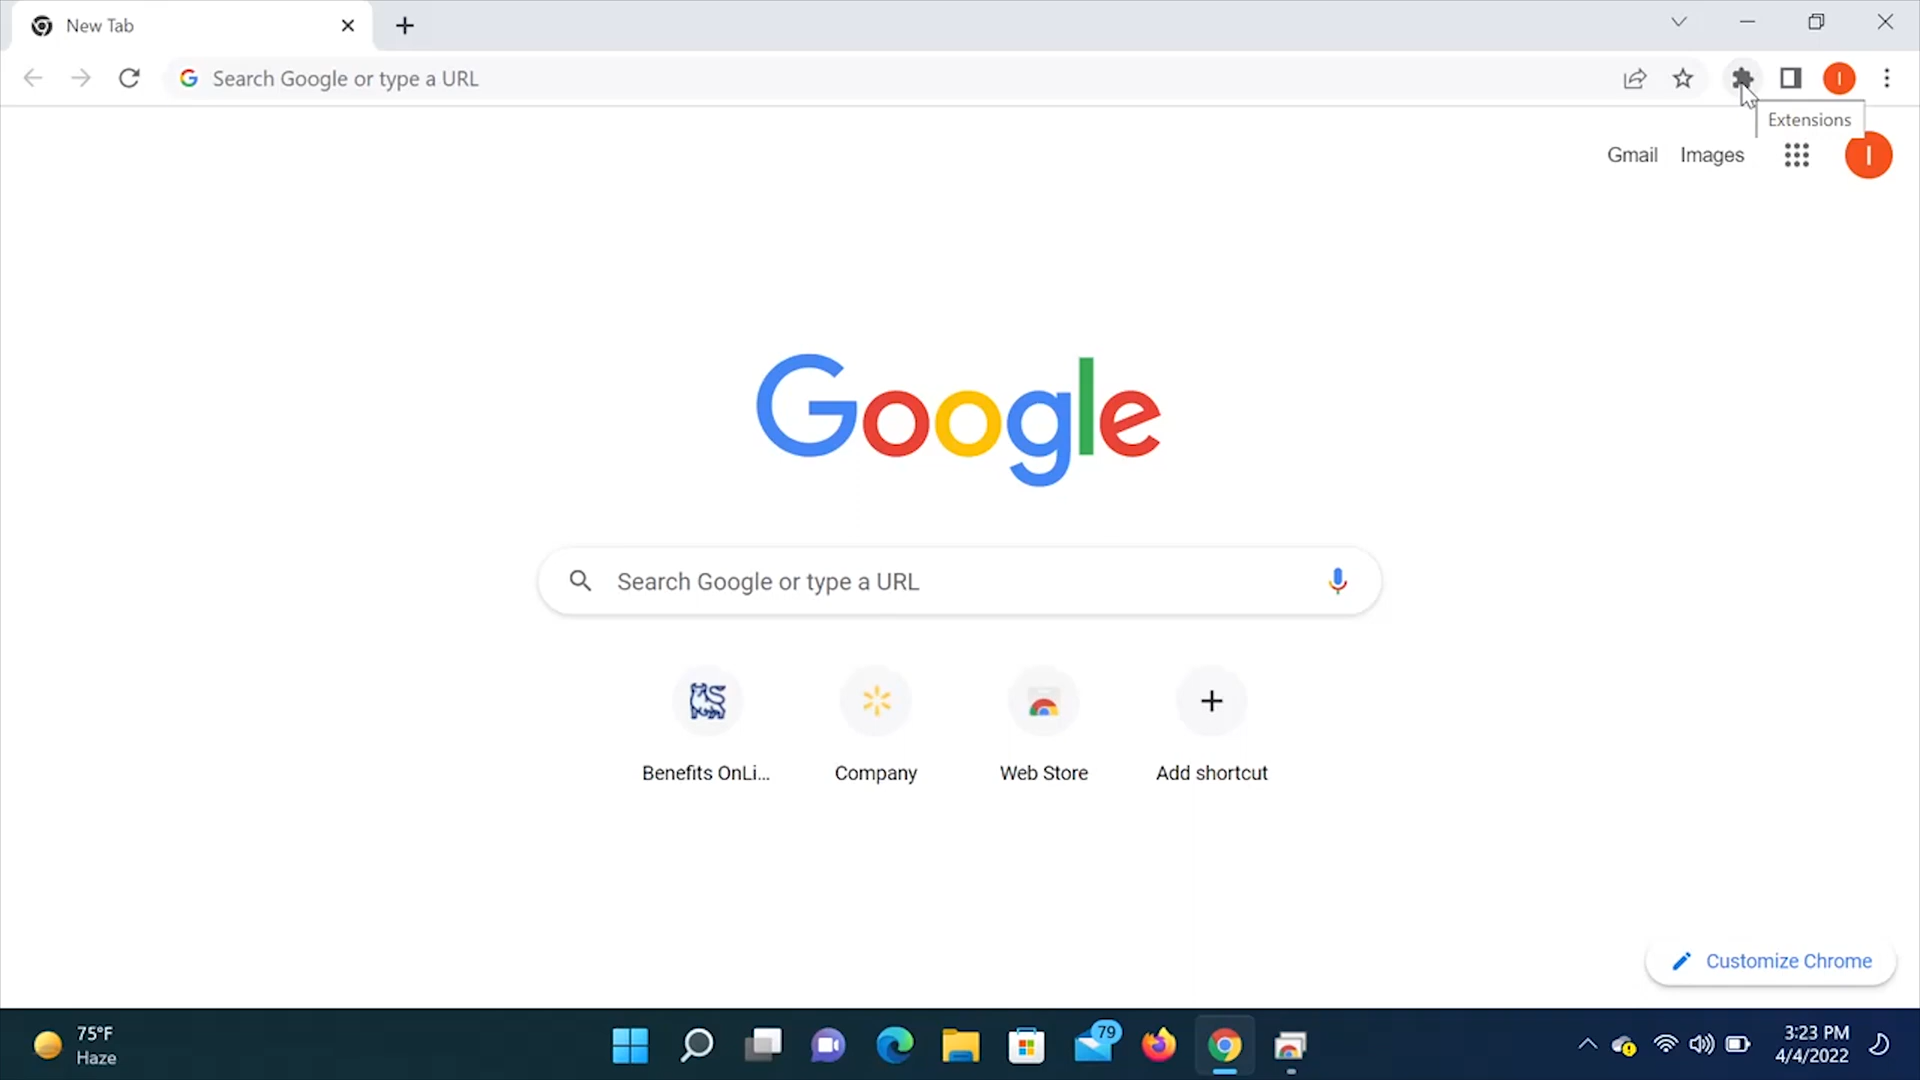 New Tab
Search Google or type a URL
Extensions
Gmail Images
I
I
Google
Search Google or type a URL
Benefits OnLi... Company Web Store Add shortcut
Customize Chrome
75°F
Haze
79
3:23 PM
4/4/2022